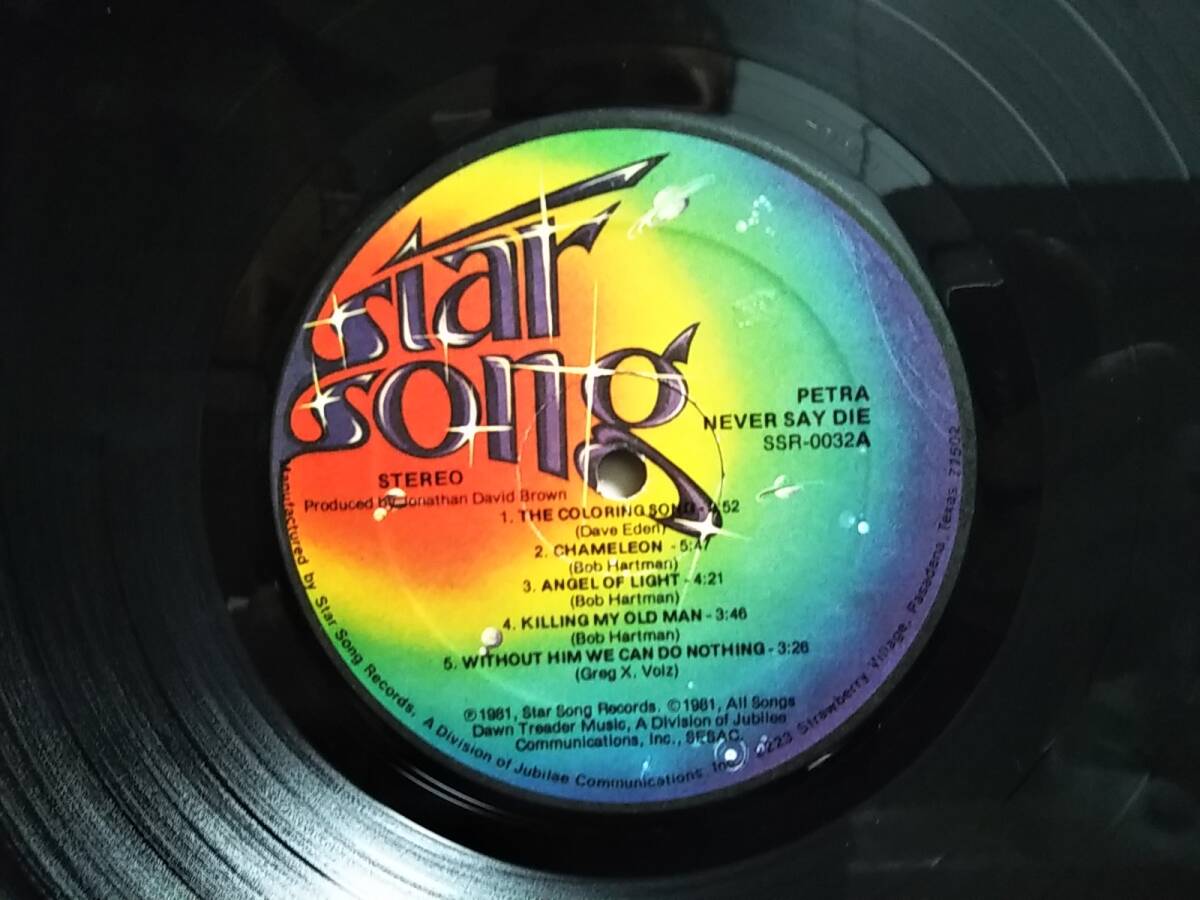 star
song
PETRA
NEVER SAY DIE
SSR-0032A
STEREO
Produced by Jonathan David Brown
1. THE COLORING SONG - :52
(Dave Eden)
2. CHAMELEON - 5:47
(Bob Hartman)
3. ANGEL OF LIGHT - 4:21
(Bob Hartman)
4. KILLING MY OLD MAN - 3:46
(Bob Hartman)
5. WITHOUT HIM WE CAN DO NOTHING - 3:26
(Greg X. Volz)
℗1981, Star Song Records. ©1981, All Songs
Dawn Treader Music, A Division of Jubilee
Communications, Inc., SESAC.
Manufactured by Star Song Records, A Division of Jubilee Communications, Inc. Strawberry Village, Pasadena, Texas 71502